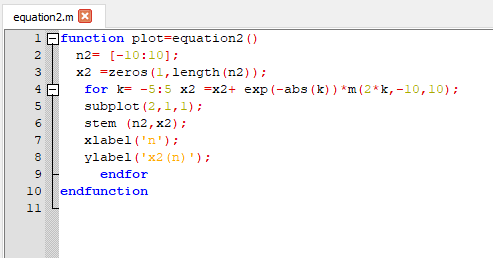 equation2.m
1 function plot=equation2()
2 n2= [-10:10];
3 x2 =zeros(1,length(n2));
4 for k= -5:5 x2 =x2+ exp(-abs(k))*m(2*k,-10,10);
5 subplot(2,1,1);
6 stem (n2,x2);
7 xlabel('n');
8 ylabel('x2(n)');
9 endfor
10 endfunction
11